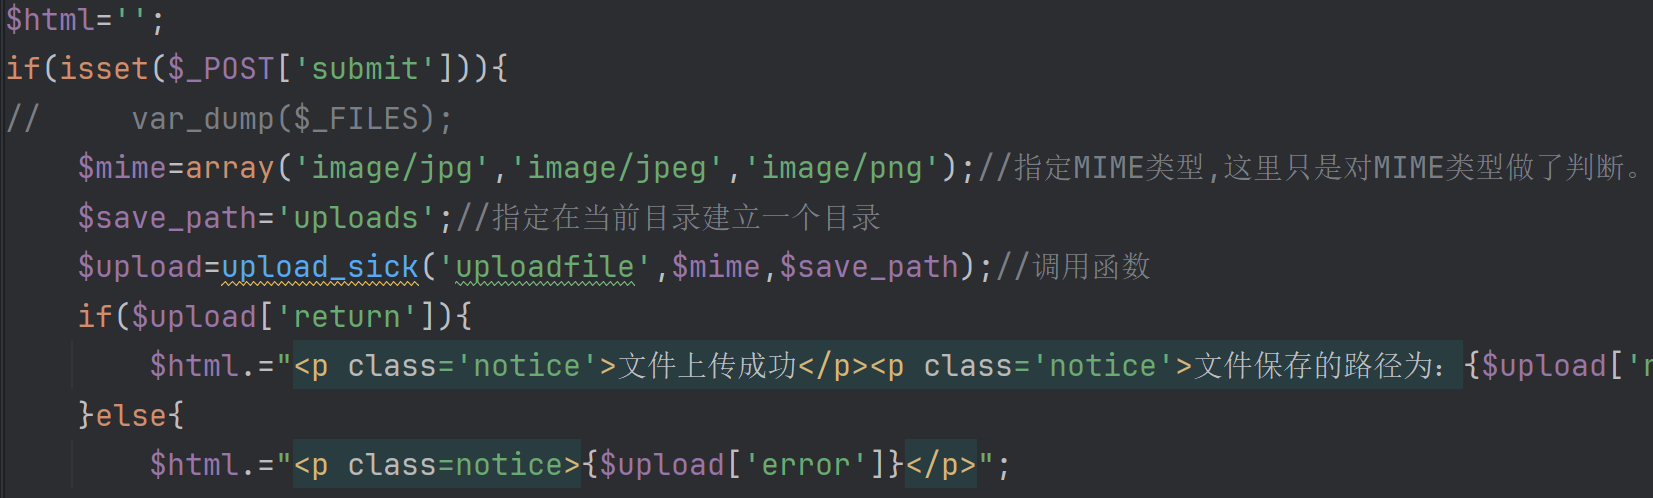 $html='';
if(isset($_POST['submit'])){
//     var_dump($_FILES);
    $mime=array('image/jpg','image/jpeg','image/png');//指定MIME类型,这里只是对MIME类型做了判断。
    $save_path='uploads';//指定在当前目录建立一个目录
    $upload=upload_sick('uploadfile',$mime,$save_path);//调用函数
    if($upload['return']){
        $html.="<p class='notice'>文件上传成功</p><p class='notice'>文件保存的路径为：{$upload['
    }else{
        $html.="<p class=notice>{$upload['error']}</p>";